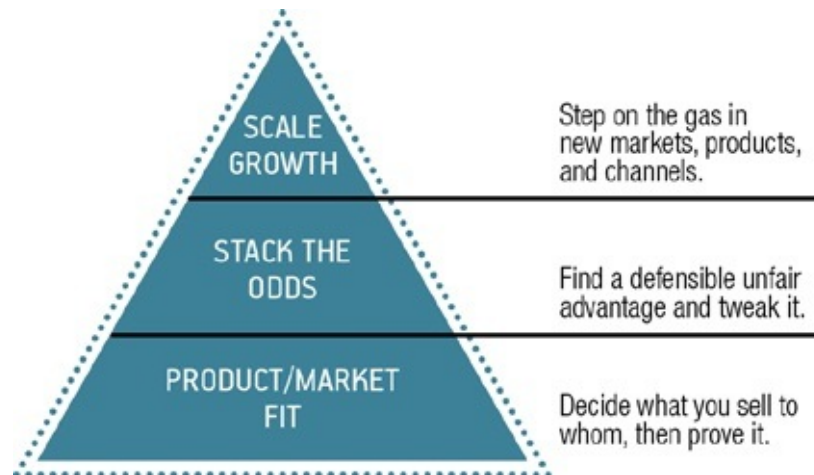 SCALE
GROWTH
Step on the gas in
new markets, products,
and channels.
STACK THE
ODDS
Find a defensible unfair
advantage and tweak it.
PRODUCT/MARKET
FIT
Decide what you sell to
whom, then prove it.